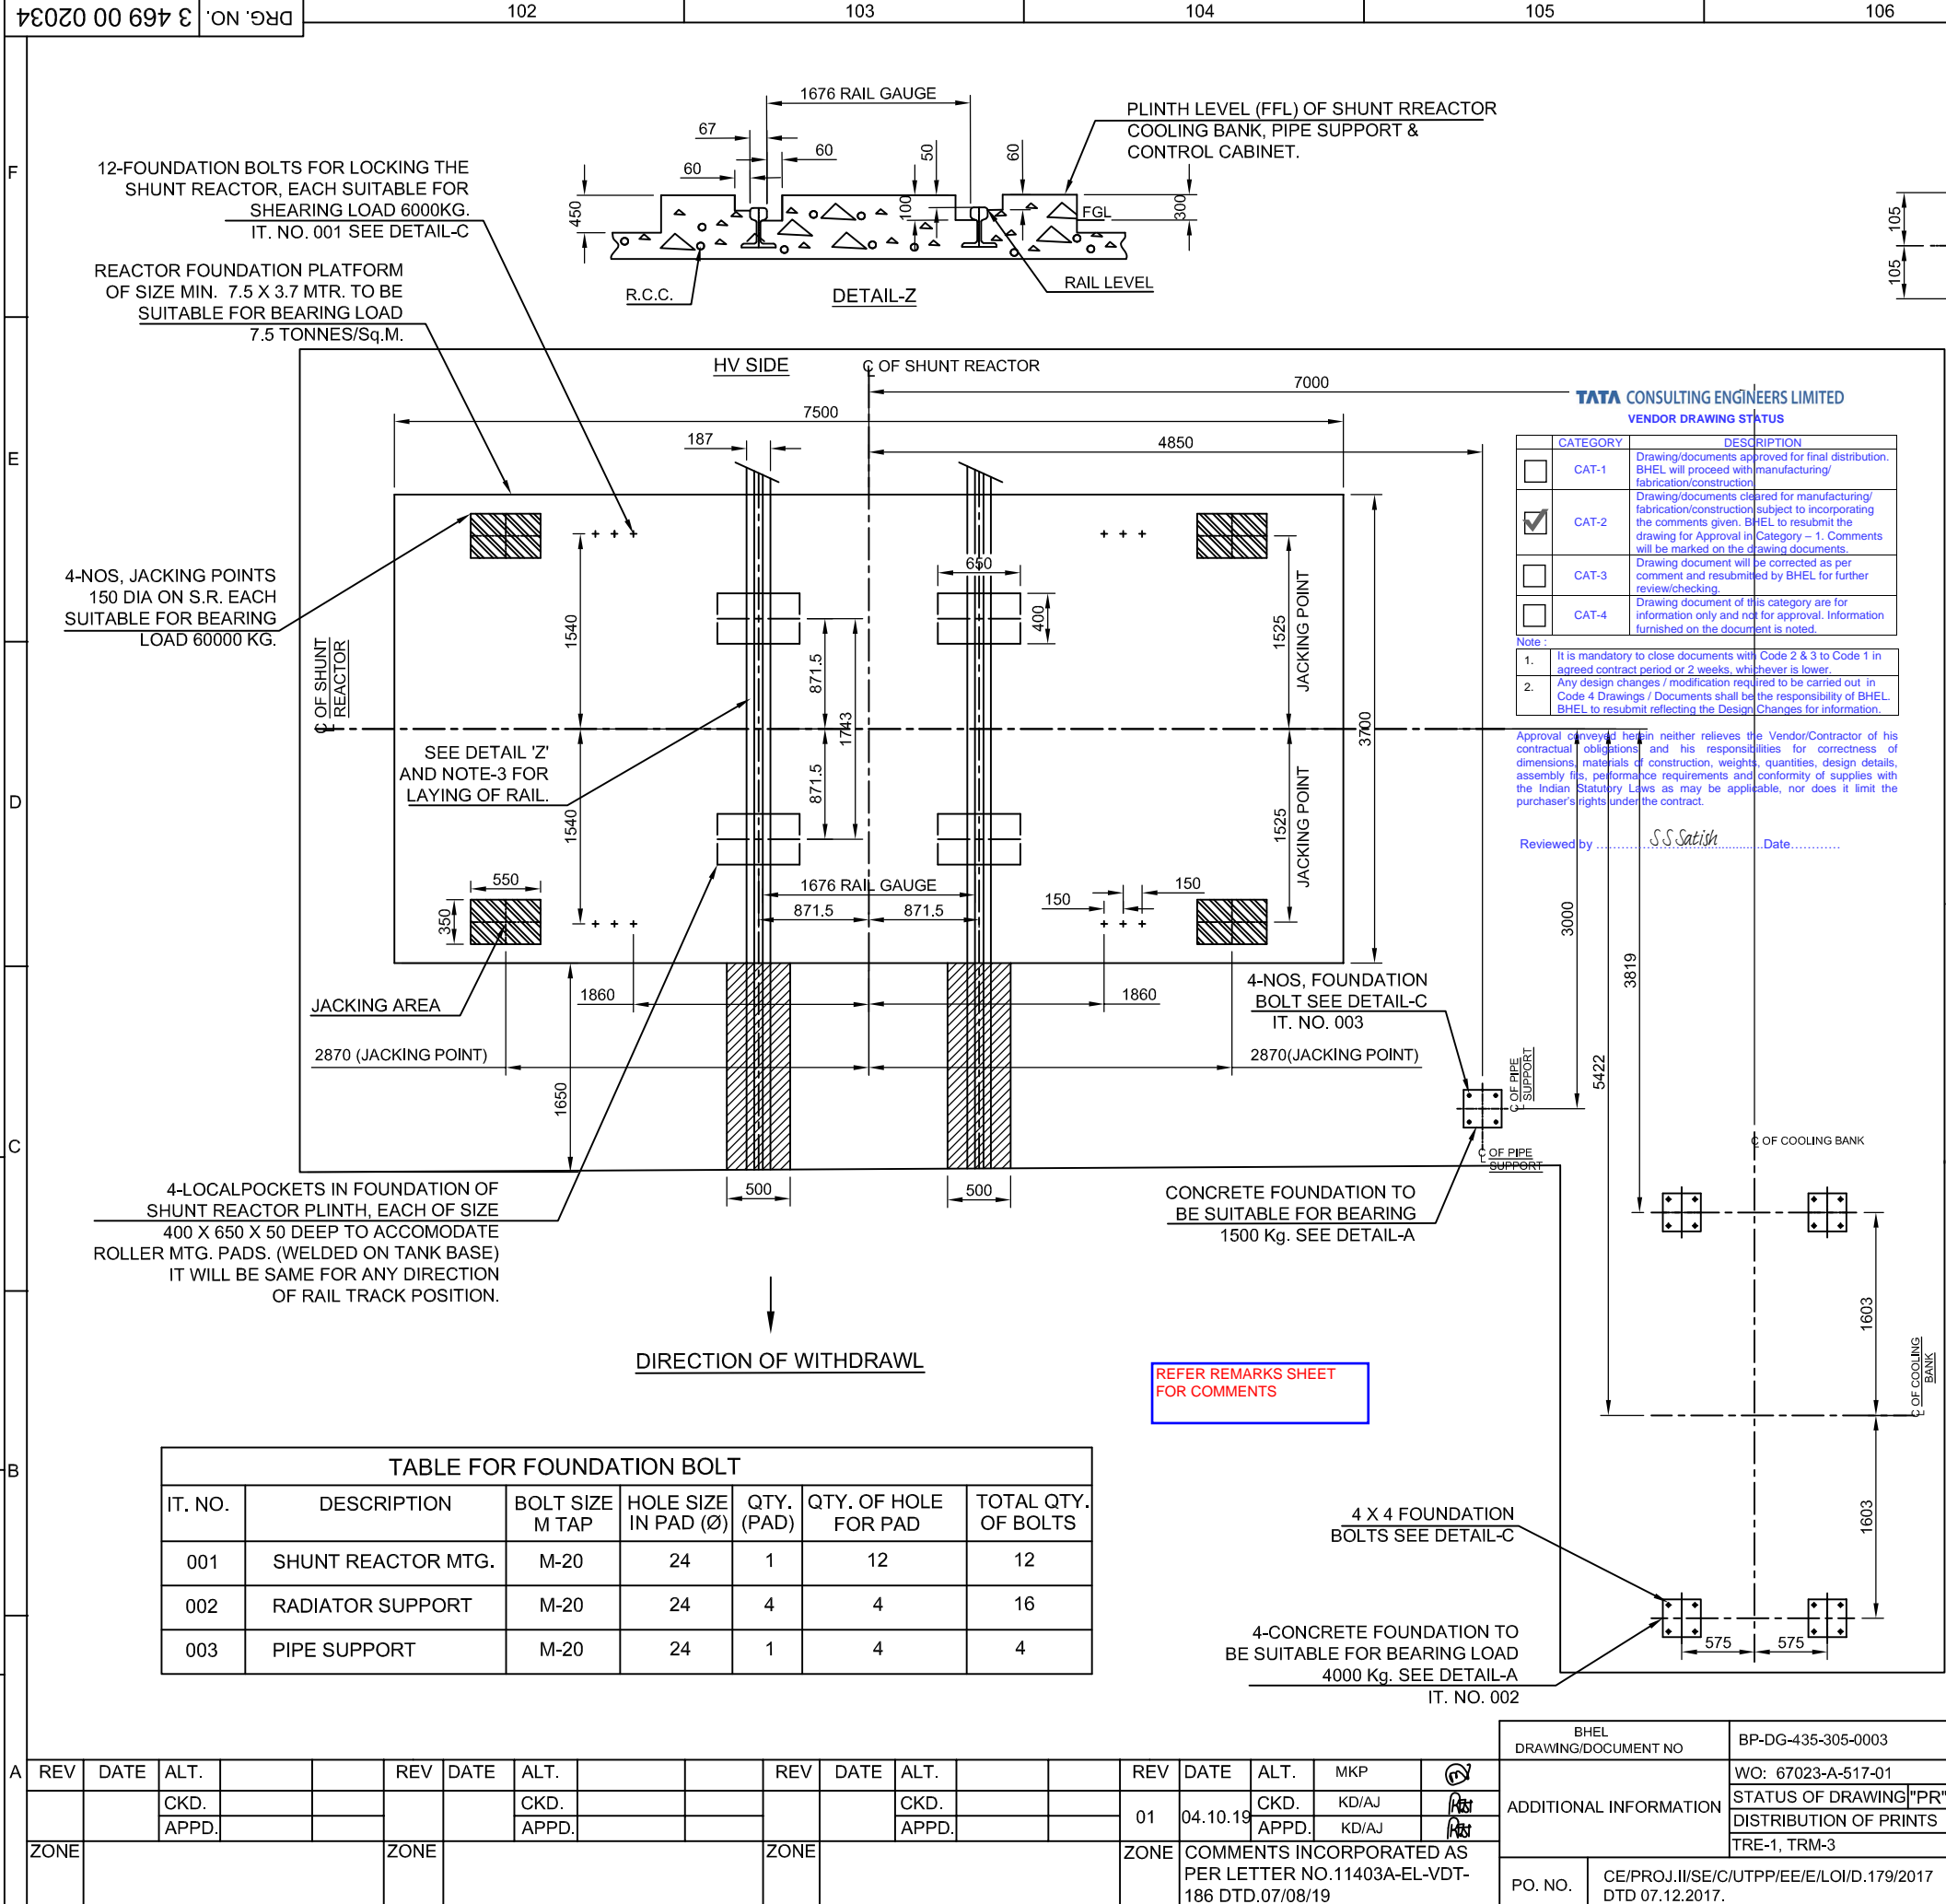 DRG. NO. 3 469 00 02034
102 103 104 105 106
F
E
D
C
B
A
1676 RAIL GAUGE
67
60
60
50
60
450
100
300
FGL
PLINTH LEVEL (FFL) OF SHUNT RREACTOR
COOLING BANK, PIPE SUPPORT &
CONTROL CABINET.
R.C.C.
DETAIL-Z
RAIL LEVEL
105
105
12-FOUNDATION BOLTS FOR LOCKING THE
SHUNT REACTOR, EACH SUITABLE FOR
SHEARING LOAD 6000KG.
IT. NO. 001 SEE DETAIL-C
REACTOR FOUNDATION PLATFORM
OF SIZE MIN. 7.5 X 3.7 MTR. TO BE
SUITABLE FOR BEARING LOAD
7.5 TONNES/Sq.M.
HV SIDE
℄ OF SHUNT REACTOR
7000
7500
187
4850
4-NOS, JACKING POINTS
150 DIA ON S.R. EACH
SUITABLE FOR BEARING
LOAD 60000 KG.
℄ OF SHUNT
REACTOR
1540
1540
871.5
871.5
1743
650
400
1525
JACKING POINT
1525
JACKING POINT
3700
SEE DETAIL 'Z'
AND NOTE-3 FOR
LAYING OF RAIL.
550
350
1676 RAIL GAUGE
871.5
871.5
150
150
JACKING AREA
1860
1860
2870 (JACKING POINT)
2870(JACKING POINT)
1650
500
500
4-NOS, FOUNDATION
BOLT SEE DETAIL-C
IT. NO. 003
℄ OF PIPE
SUPPORT
℄ OF PIPE
SUPPORT
3000
5422
3819
℄ OF COOLING BANK
4-LOCALPOCKETS IN FOUNDATION OF
SHUNT REACTOR PLINTH, EACH OF SIZE
400 X 650 X 50 DEEP TO ACCOMODATE
ROLLER MTG. PADS. (WELDED ON TANK BASE)
IT WILL BE SAME FOR ANY DIRECTION
OF RAIL TRACK POSITION.
CONCRETE FOUNDATION TO
BE SUITABLE FOR BEARING
1500 Kg. SEE DETAIL-A
DIRECTION OF WITHDRAWL
REFER REMARKS SHEET
FOR COMMENTS
1603
1603
℄ OF COOLING
BANK
4 X 4 FOUNDATION
BOLTS SEE DETAIL-C
4-CONCRETE FOUNDATION TO
BE SUITABLE FOR BEARING LOAD
4000 Kg. SEE DETAIL-A
IT. NO. 002
575
575
TATA CONSULTING ENGINEERS LIMITED
VENDOR DRAWING STATUS
CATEGORY DESCRIPTION
CAT-1
Drawing/documents approved for final distribution.
BHEL will proceed with manufacturing/
fabrication/construction
CAT-2
Drawing/documents cleared for manufacturing/
fabrication/construction subject to incorporating
the comments given. BHEL to resubmit the
drawing for Approval in Category – 1. Comments
will be marked on the drawing documents.
CAT-3
Drawing document will be corrected as per
comment and resubmitted by BHEL for further
review/checking.
CAT-4
Drawing document of this category are for
information only and not for approval. Information
furnished on the document is noted.
Note :
1. It is mandatory to close documents with Code 2 & 3 to Code 1 in
agreed contract period or 2 weeks, whichever is lower.
2. Any design changes / modification required to be carried out in
Code 4 Drawings / Documents shall be the responsibility of BHEL.
BHEL to resubmit reflecting the Design Changes for information.
Approval conveyed herein neither relieves the Vendor/Contractor of his
contractual obligations and his responsibilities for correctness of
dimensions, materials of construction, weights, quantities, design details,
assembly fits, performance requirements and conformity of supplies with
the Indian Statutory Laws as may be applicable, nor does it limit the
purchaser's rights under the contract.
Reviewed by S S Satish Date
TABLE FOR FOUNDATION BOLT
IT. NO. DESCRIPTION BOLT SIZE M TAP HOLE SIZE IN PAD (Ø) QTY. (PAD) QTY. OF HOLE FOR PAD TOTAL QTY. OF BOLTS
001 SHUNT REACTOR MTG. M-20 24 1 12 12
002 RADIATOR SUPPORT M-20 24 4 4 16
003 PIPE SUPPORT M-20 24 1 4 4
REV DATE ALT. REV DATE ALT. REV DATE ALT. REV DATE ALT. MKP
CKD. CKD. CKD. 01 04.10.19 CKD. KD/AJ
APPD. APPD. APPD. APPD. KD/AJ
ZONE ZONE ZONE ZONE COMMENTS INCORPORATED AS
PER LETTER NO.11403A-EL-VDT-
186 DTD.07/08/19
BHEL
DRAWING/DOCUMENT NO
BP-DG-435-305-0003
ADDITIONAL INFORMATION
WO: 67023-A-517-01
STATUS OF DRAWING "PR"
DISTRIBUTION OF PRINTS
TRE-1, TRM-3
PO. NO.
CE/PROJ.II/SE/C/UTPP/EE/E/LOI/D.179/2017
DTD 07.12.2017.